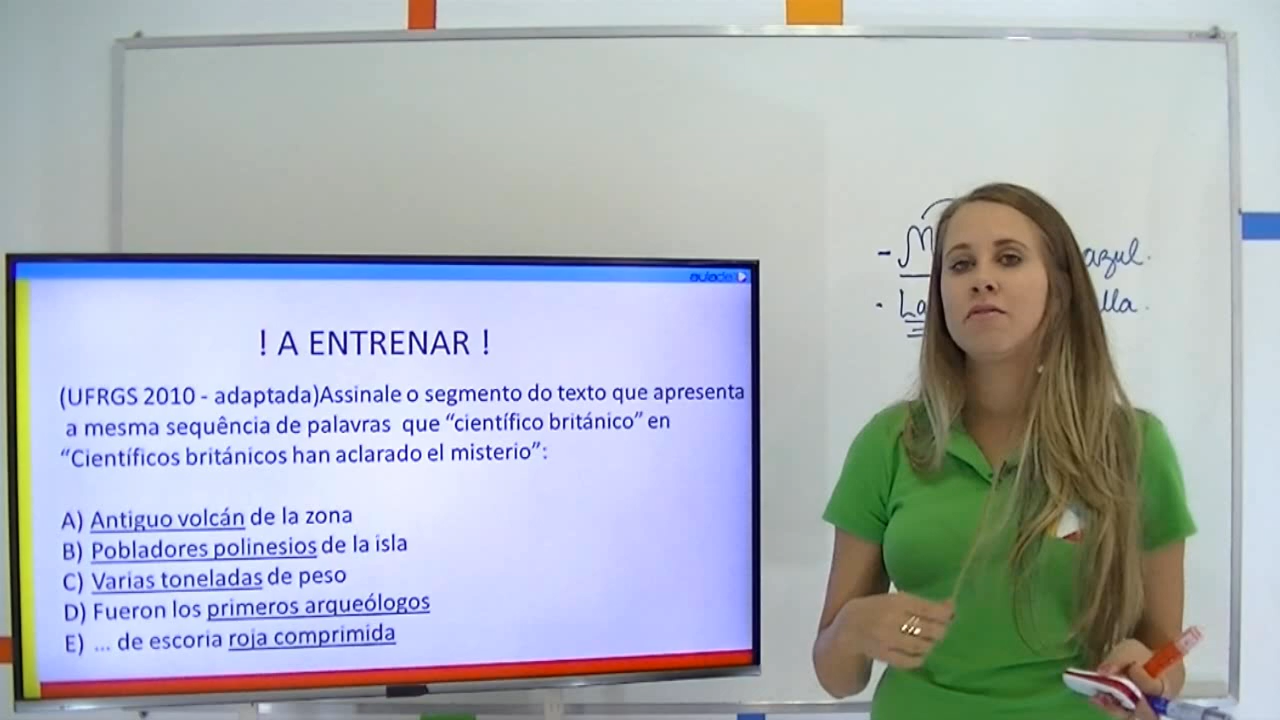 aulade
! A ENTRENAR !
(UFRGS 2010 - adaptada)Assinale o segmento do texto que apresenta
a mesma sequência de palavras que “científico británico” en
“Científicos británicos han aclarado el misterio”:
A) Antiguo volcán de la zona
B) Pobladores polinesios de la isla
C) Varias toneladas de peso
D) Fueron los primeros arqueólogos
E) ... de escoria roja comprimida
azul.